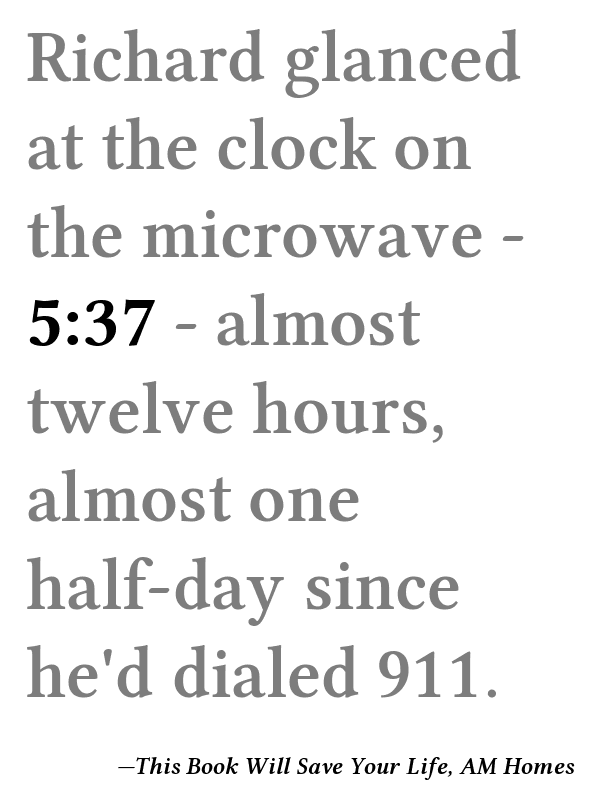 Richard glanced
at the clock on
the microwave -
5:37 - almost
twelve hours,
almost one
half-day since
he'd dialed 911.
—This Book Will Save Your Life, AM Homes